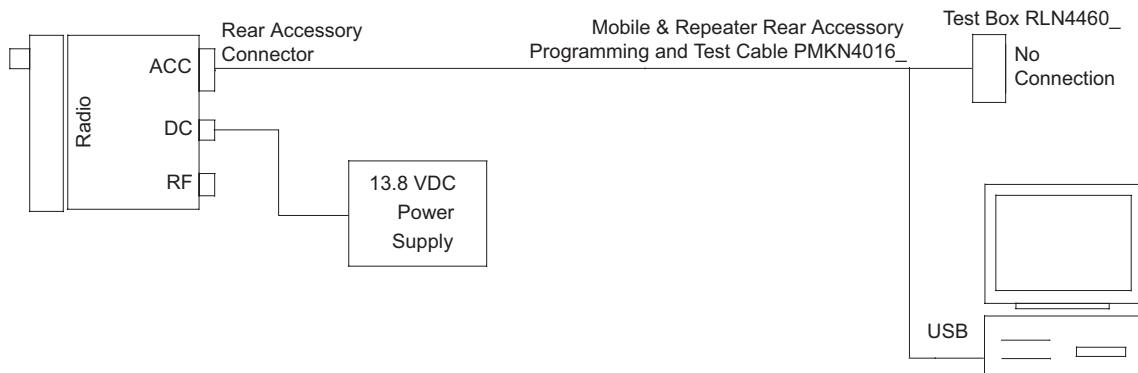 Rear Accessory
Connector
Mobile & Repeater Rear Accessory
Programming and Test Cable PMKN4016_
Test Box RLN4460_
No
Connection
Radio
ACC
DC
RF
13.8 VDC
Power
Supply
USB